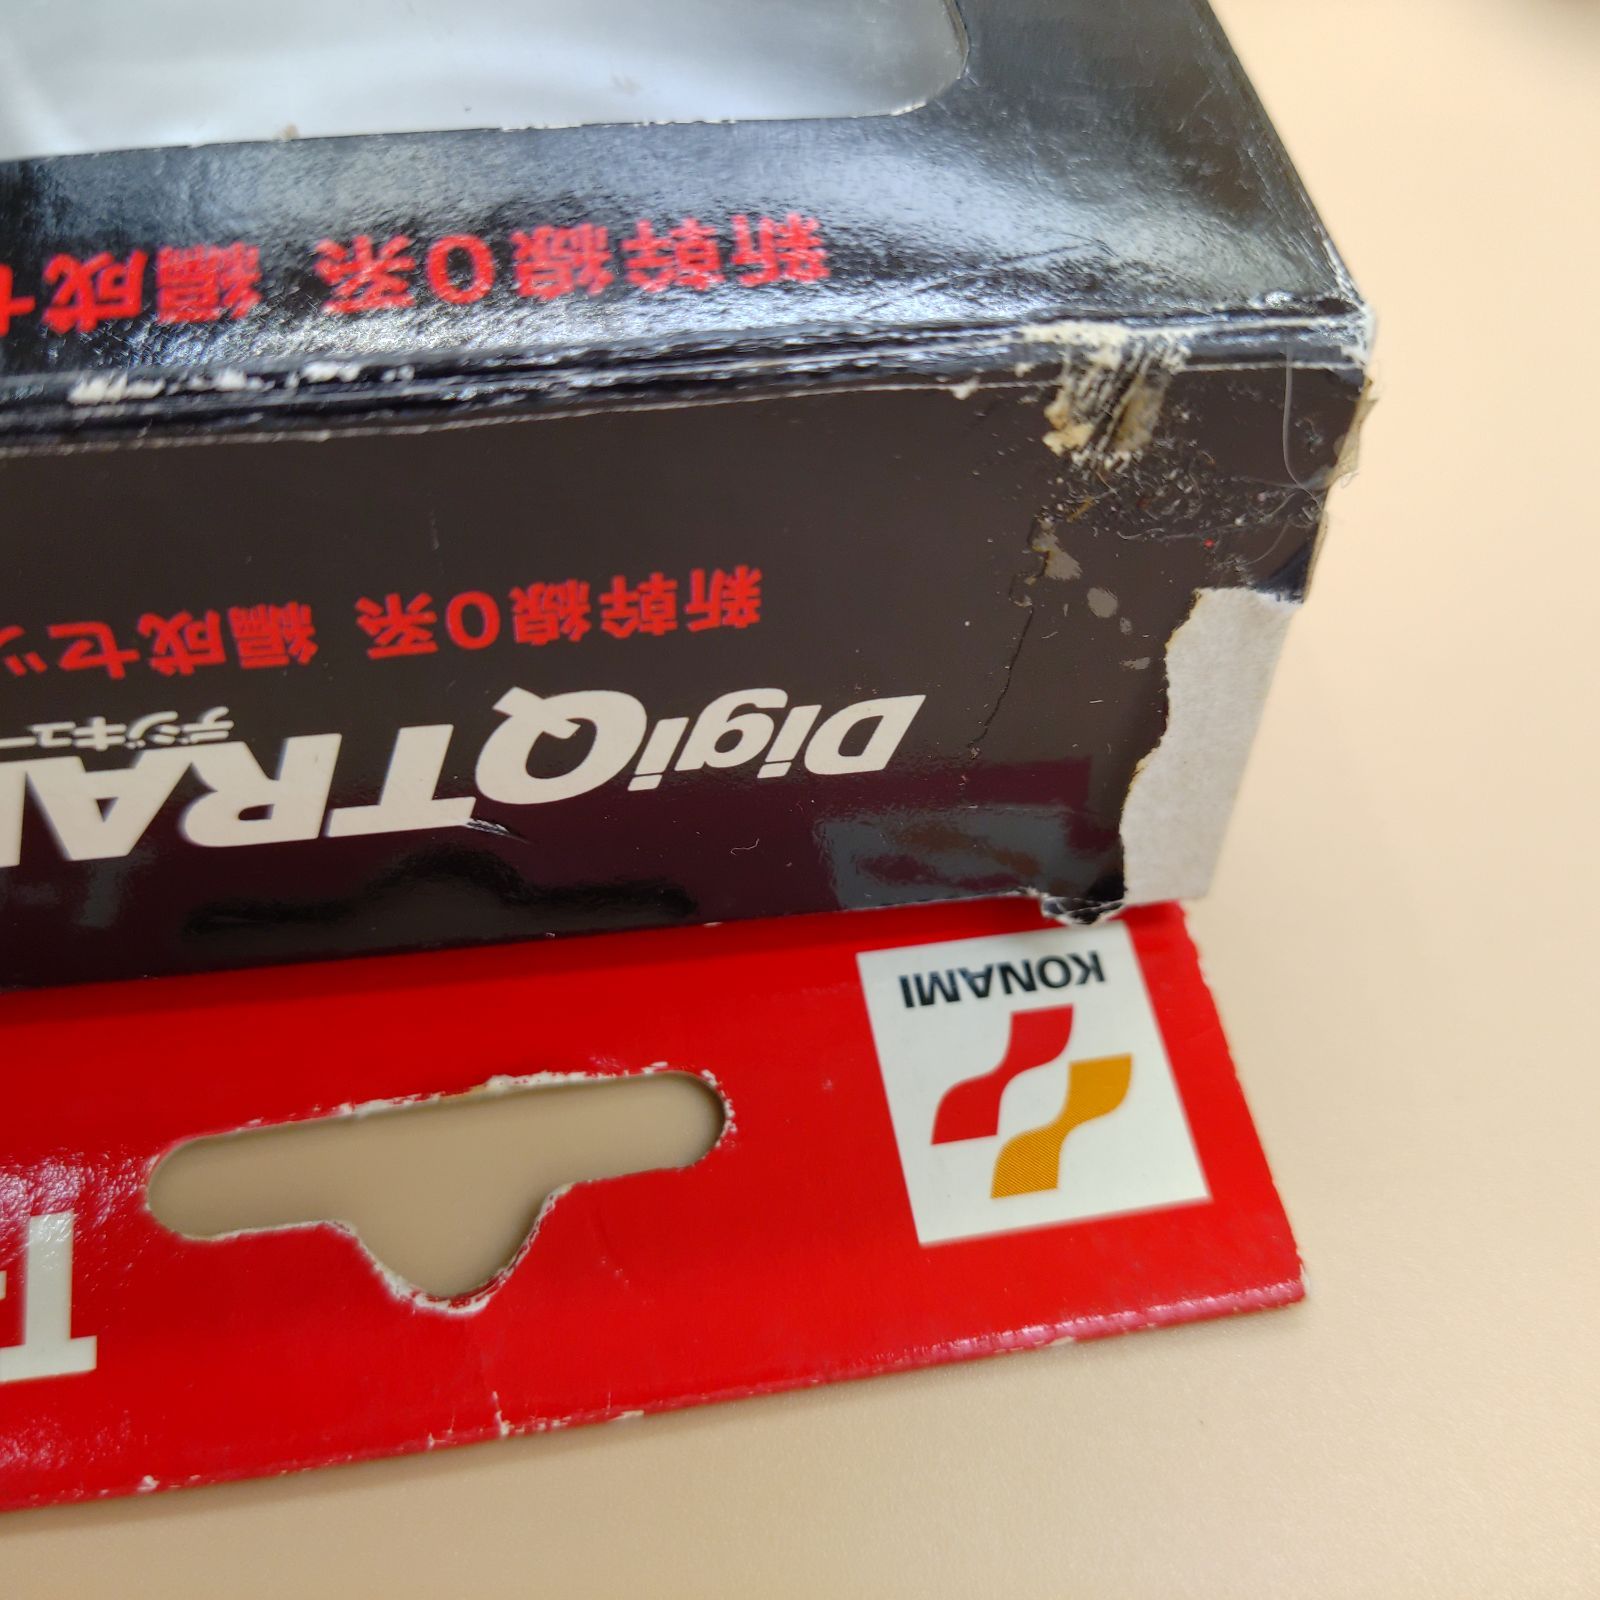 KONAMI
DigiQ TRAI
デジキュー
新幹線0系 編成セッ
新幹線0系 編成セ